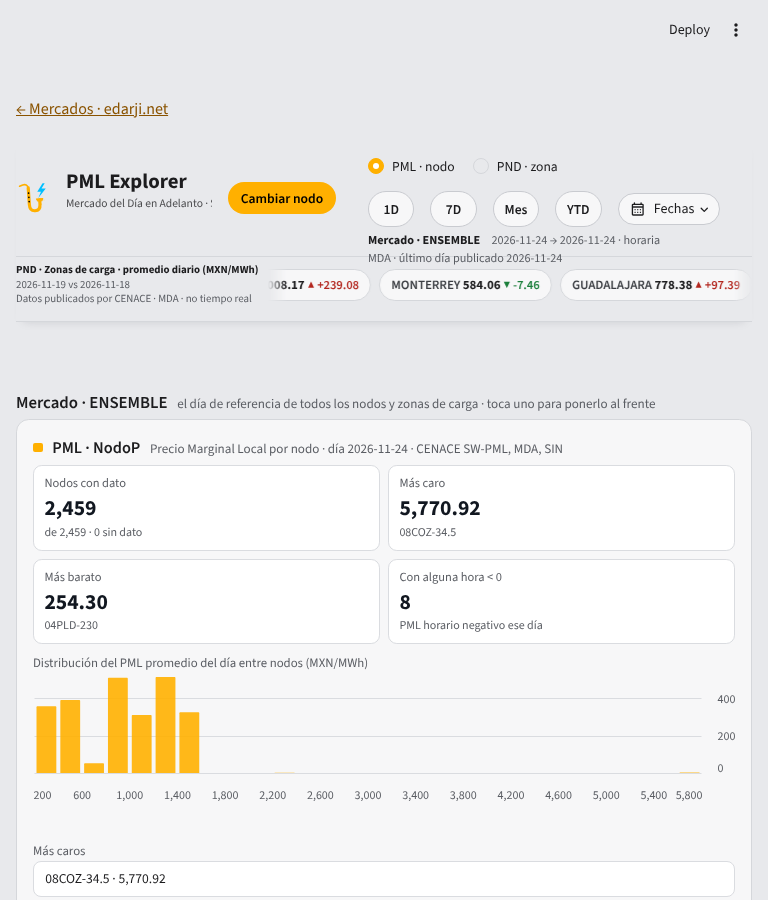 Deploy
← Mercados · edarji.net
PML Explorer
Mercado del Día en Adelanto ·
Cambiar nodo
PML · nodo
PND · zona
1D
7D
Mes
YTD
Fechas
Mercado · ENSEMBLE 2026-11-24 → 2026-11-24 · horaria
MDA · último día publicado 2026-11-24
PND · Zonas de carga · promedio diario (MXN/MWh)
2026-11-19 vs 2026-11-18
Datos publicados por CENACE · MDA · no tiempo real
08.17 ▲ +239.08
MONTERREY 584.06 ▼ -7.46
GUADALAJARA 778.38 ▲ +97.39
Mercado · ENSEMBLE el día de referencia de todos los nodos y zonas de carga · toca uno para ponerlo al frente
PML · NodoP Precio Marginal Local por nodo · día 2026-11-24 · CENACE SW-PML, MDA, SIN
Nodos con dato
2,459
de 2,459 · 0 sin dato
Más caro
5,770.92
08COZ-34.5
Más barato
254.30
04PLD-230
Con alguna hora < 0
8
PML horario negativo ese día
Distribución del PML promedio del día entre nodos (MXN/MWh)
400
200
0
200 600 1,000 1,400 1,800 2,200 2,600 3,000 3,400 3,800 4,200 4,600 5,000 5,400 5,800
Más caros
08COZ-34.5 · 5,770.92